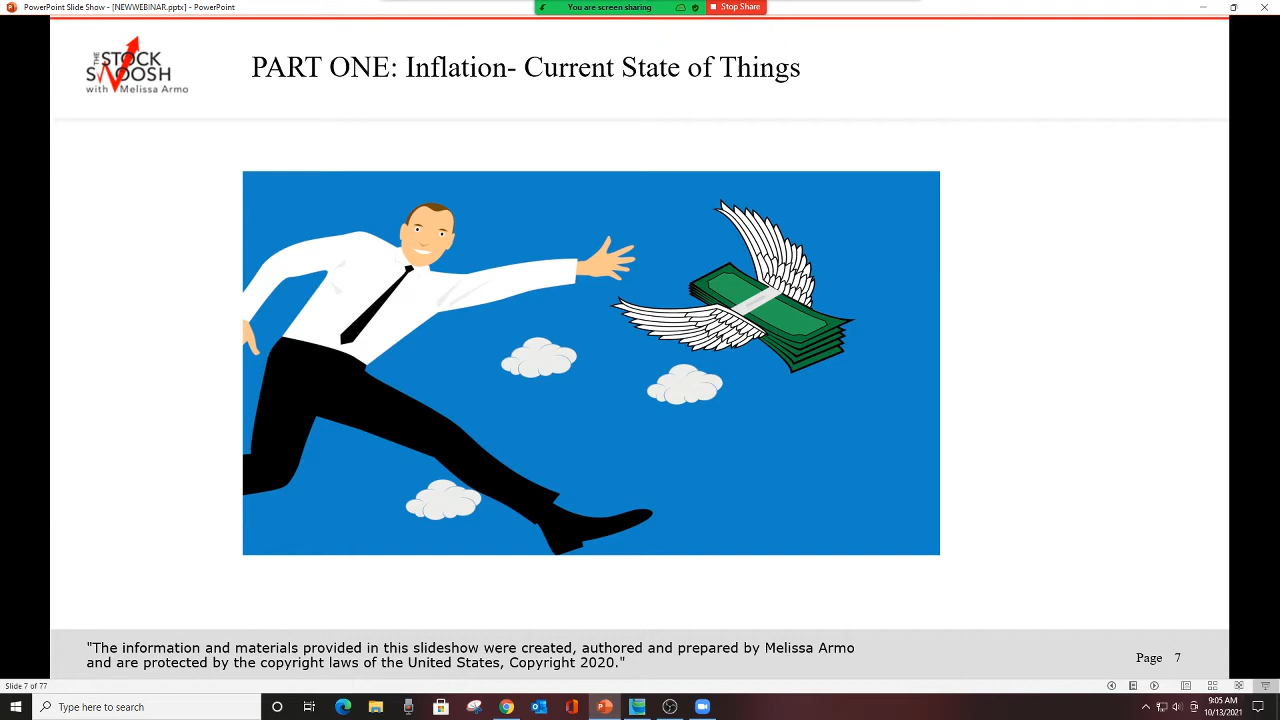 PowerPoint Slide Show - [NEWWEBINAR.pptx] - PowerPoint
You are screen sharing
Stop Share
THE STOCK
SWOOSH
with Melissa Armo
PART ONE: Inflation- Current State of Things
"The information and materials provided in this slideshow were created, authored and prepared by Melissa Armo
and are protected by the copyright laws of the United States, Copyright 2020."
Page 7
Slide 7 of 77
Type here to search
9:05 AM
10/13/2021